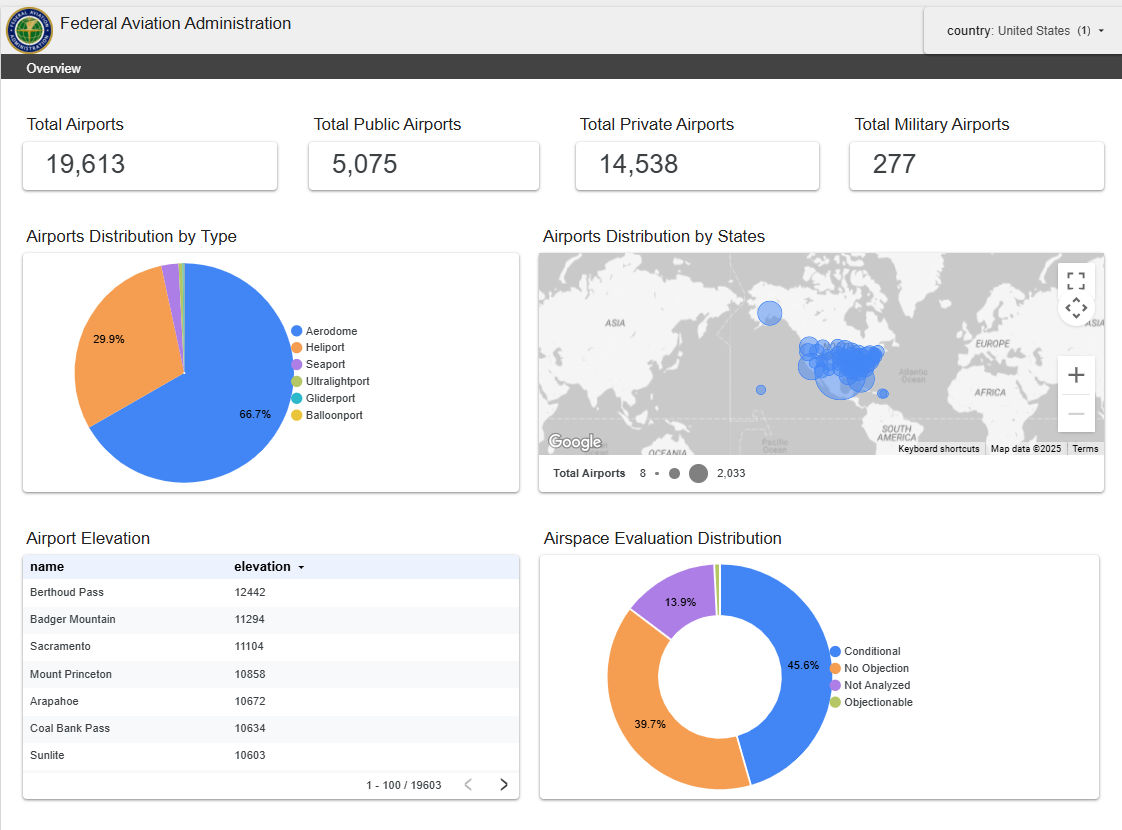 FEDERAL AVIATION
ADMINISTRATION
Federal Aviation Administration
country: United States (1)
Overview
Total Airports
19,613
Total Public Airports
5,075
Total Private Airports
14,538
Total Military Airports
277
Airports Distribution by Type
29.9%
66.7%
Aerodome
Heliport
Seaport
Ultralightport
Gliderport
Balloonport
Airports Distribution by States
ASIA
ASIA
EUROPE
Atlantic
Ocean
AFRICA
SOUTH
AMERICA
Pacific
Ocean
OCEANIA
Google
Keyboard shortcuts
Map data ©2025
Terms
Total Airports 8 2,033
Airport Elevation
name elevation
Berthoud Pass 12442
Badger Mountain 11294
Sacramento 11104
Mount Princeton 10858
Arapahoe 10672
Coal Bank Pass 10634
Sunlite 10603
1 - 100 / 19603
Airspace Evaluation Distribution
13.9%
45.6%
39.7%
Conditional
No Objection
Not Analyzed
Objectionable